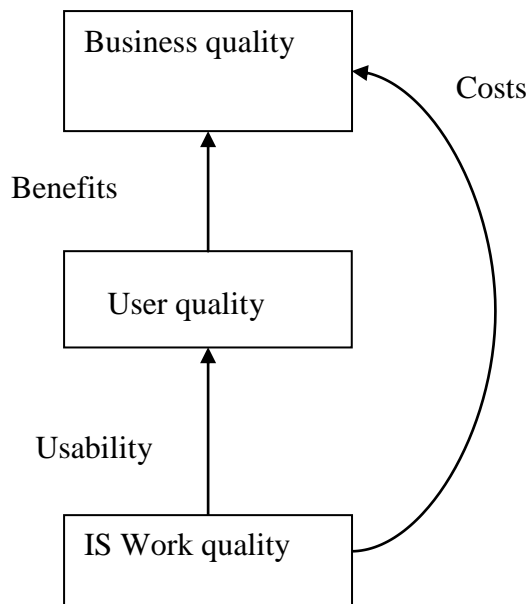 Business quality
Costs
Benefits
User quality
Usability
IS Work quality